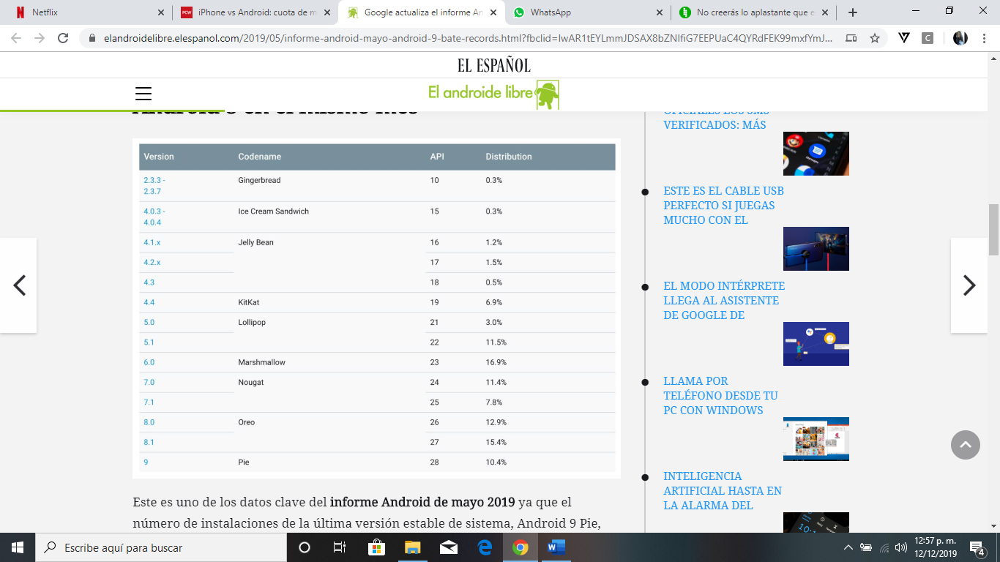 Netflix
iPhone vs Android: cuota de m
Google actualiza el informe An
WhatsApp
No creerás lo aplastante que e
elandroidelibre.elespanol.com/2019/05/informe-android-mayo-android-9-bate-records.html?fbclid=IwAR1tEYLmmJDSAX8bZNIfiG7EEPUaC4QYRdFEK99mxfYmJ...
C
EL ESPAÑOL
El androide libre
Version Codename API Distribution
2.3.3 - Gingerbread 10 0.3%
2.3.7
4.0.3 - Ice Cream Sandwich 15 0.3%
4.0.4
4.1.x Jelly Bean 16 1.2%
4.2.x 17 1.5%
4.3 18 0.5%
4.4 KitKat 19 6.9%
5.0 Lollipop 21 3.0%
5.1 22 11.5%
6.0 Marshmallow 23 16.9%
7.0 Nougat 24 11.4%
7.1 25 7.8%
8.0 Oreo 26 12.9%
8.1 27 15.4%
9 Pie 28 10.4%
Este es uno de los datos clave del informe Android de mayo 2019 ya que el
número de instalaciones de la última versión estable de sistema, Android 9 Pie,
OFICIALES LOS SMS
VERIFICADOS: MÁS
ESTE ES EL CABLE USB
PERFECTO SI JUEGAS
MUCHO CON EL
EL MODO INTÉRPRETE
LLEGA AL ASISTENTE
DE GOOGLE DE
LLAMA POR
TELÉFONO DESDE TU
PC CON WINDOWS
INTELIGENCIA
ARTIFICIAL HASTA EN
LA ALARMA DEL
Escribe aquí para buscar
12:57 p. m.
12/12/2019
4